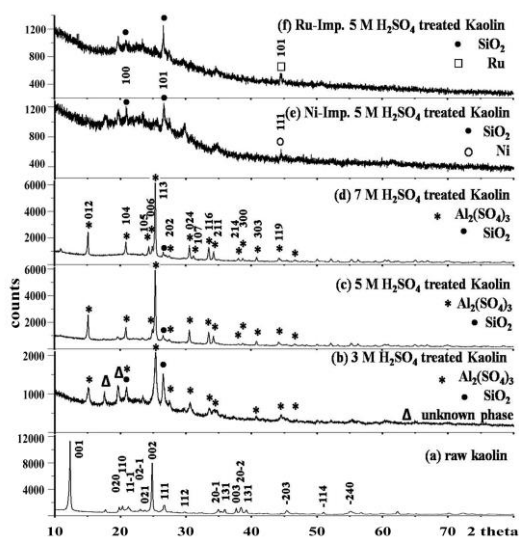 (f) Ru-Imp. 5 M H₂SO₄ treated Kaolin
● SiO₂
□ Ru
1200
800
400
100
101
101
(e) Ni-Imp. 5 M H₂SO₄ treated Kaolin
● SiO₂
○ Ni
1200
800
400
111
(d) 7 M H₂SO₄ treated Kaolin
* Al₂(SO₄)₃
● SiO₂
6000
4000
2000
012
104
105
006
113
202
024
107
116
211
214
300
303
119
(c) 5 M H₂SO₄ treated Kaolin
* Al₂(SO₄)₃
● SiO₂
6000
4000
2000
counts
(b) 3 M H₂SO₄ treated Kaolin
* Al₂(SO₄)₃
● SiO₂
Δ unknown phase
2000
1000
(a) raw kaolin
12000
8000
4000
001
020
110
11-1
02-1
021
002
111
112
20-1
131
003
20-2
131
-203
-114
-240
10 20 30 40 50 60 70 2 theta